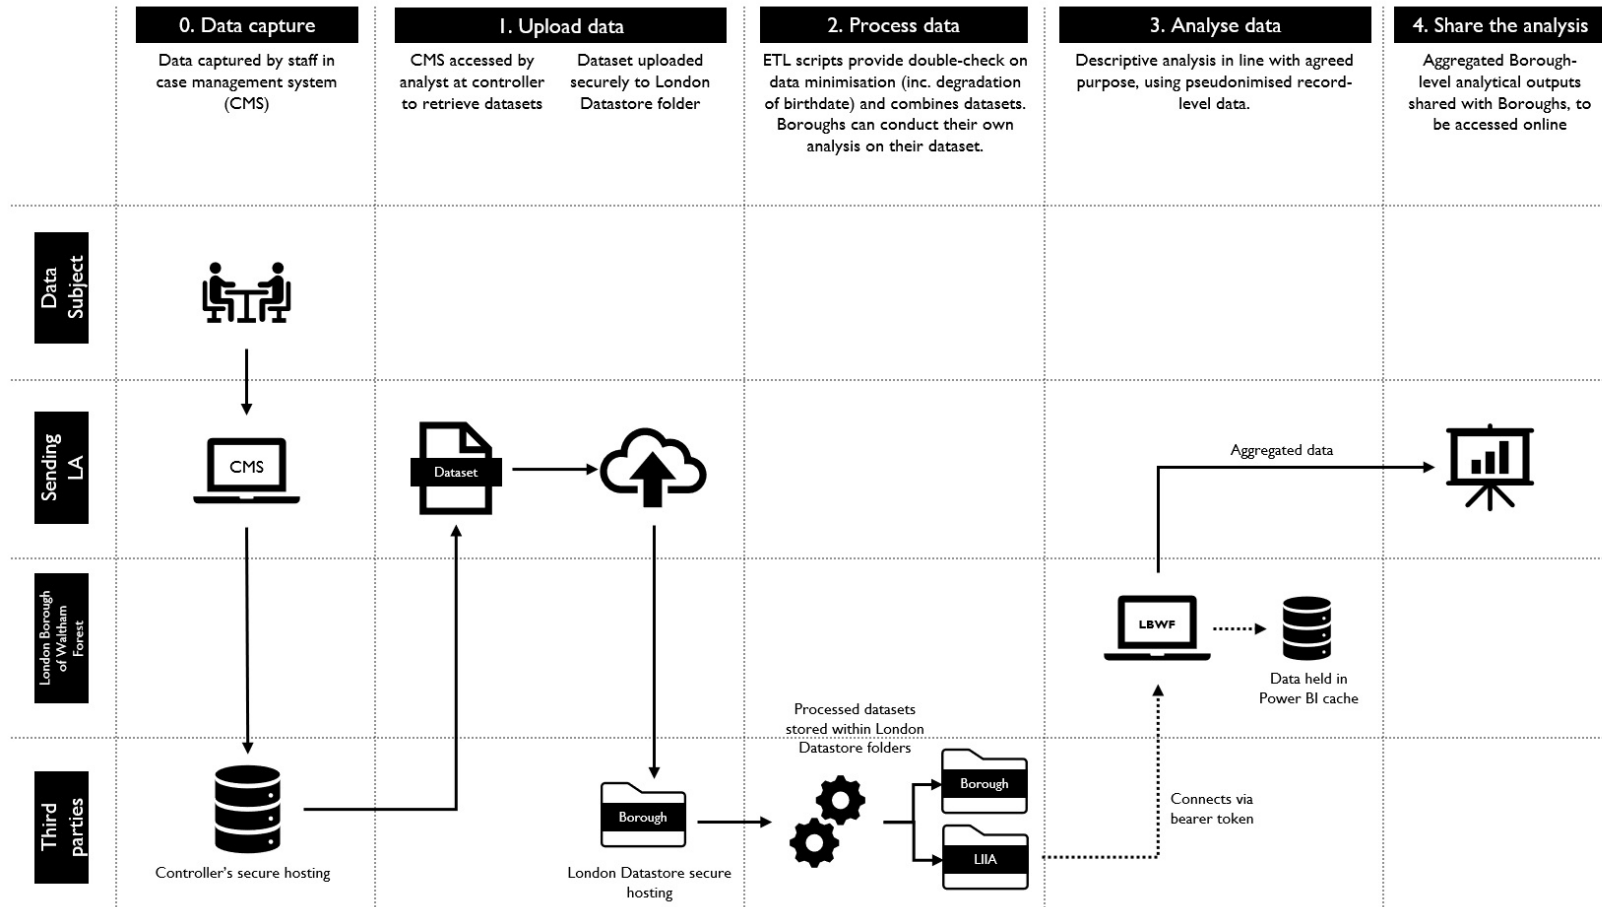 0. Data capture
Data captured by staff in
case management system
(CMS)
1. Upload data
CMS accessed by
analyst at controller
to retrieve datasets
Dataset uploaded
securely to London
Datastore folder
2. Process data
ETL scripts provide double-check on
data minimisation (inc. degradation
of birthdate) and combines datasets.
Boroughs can conduct their own
analysis on their dataset.
3. Analyse data
Descriptive analysis in line with agreed
purpose, using pseudonimised record-
level data.
4. Share the analysis
Aggregated Borough-
level analytical outputs
shared with Boroughs, to
be accessed online
Data
Subject
Sending
LA
CMS
Dataset
Aggregated data
London Borough
of Waltham
Forest
LBWF
Data held in
Power BI cache
Processed datasets
stored within London
Datastore folders
Third
parties
Controller's secure hosting
Borough
London Datastore secure
hosting
Borough
LIIA
Connects via
bearer token